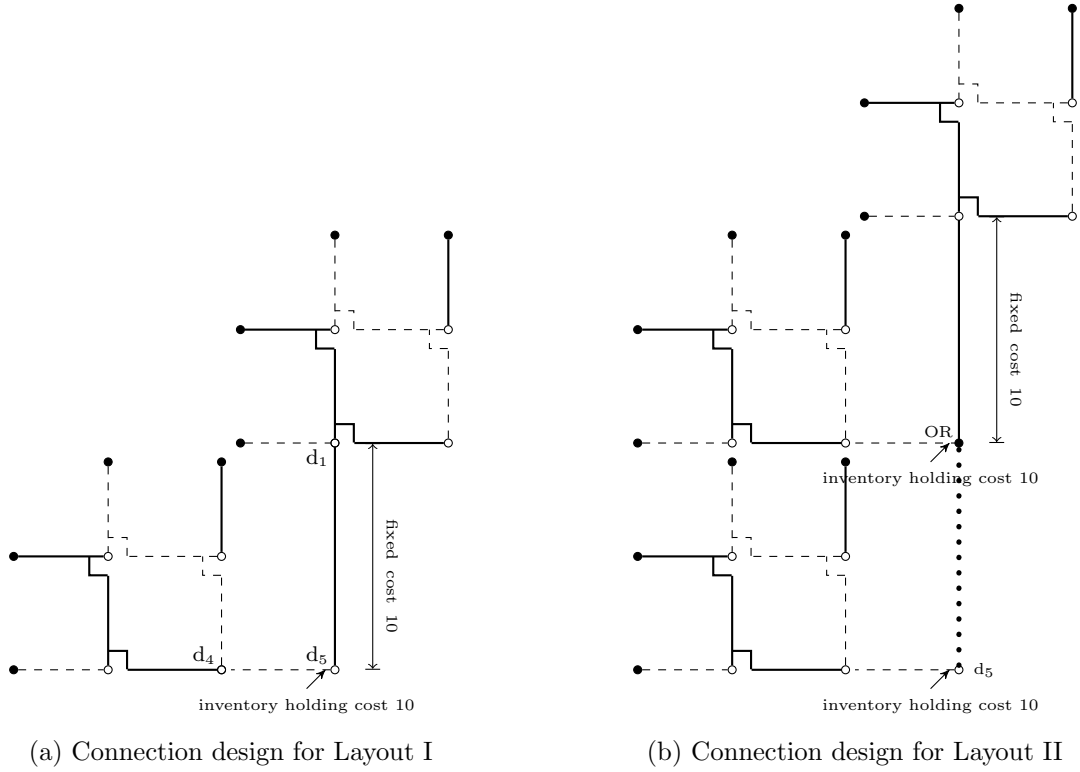 d1
fixed cost 10
d4
d5
inventory holding cost 10
(a) Connection design for Layout I
fixed cost 10
OR
inventory holding cost 10
d5
inventory holding cost 10
(b) Connection design for Layout II